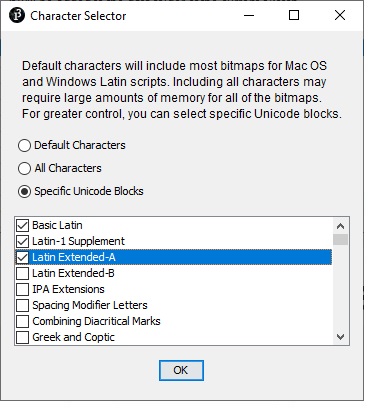 Character Selector
Default characters will include most bitmaps for Mac OS
and Windows Latin scripts. Including all characters may
require large amounts of memory for all of the bitmaps.
For greater control, you can select specific Unicode blocks.
Default Characters
All Characters
Specific Unicode Blocks
Basic Latin
Latin-1 Supplement
Latin Extended-A
Latin Extended-B
IPA Extensions
Spacing Modifier Letters
Combining Diacritical Marks
Greek and Coptic
OK